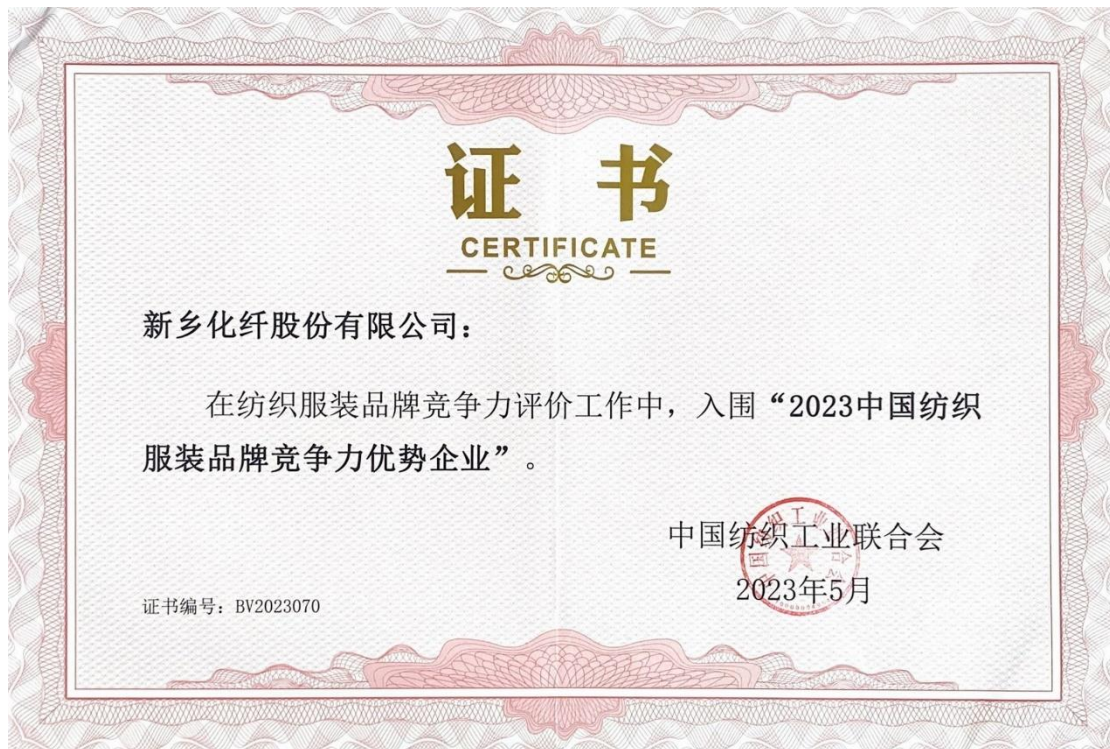 证 书
CERTIFICATE
新乡化纤股份有限公司：
在纺织服装品牌竞争力评价工作中，入围“2023中国纺织
服装品牌竞争力优势企业”。
中国纺织工业联合会
2023年5月
证书编号：BV2023070